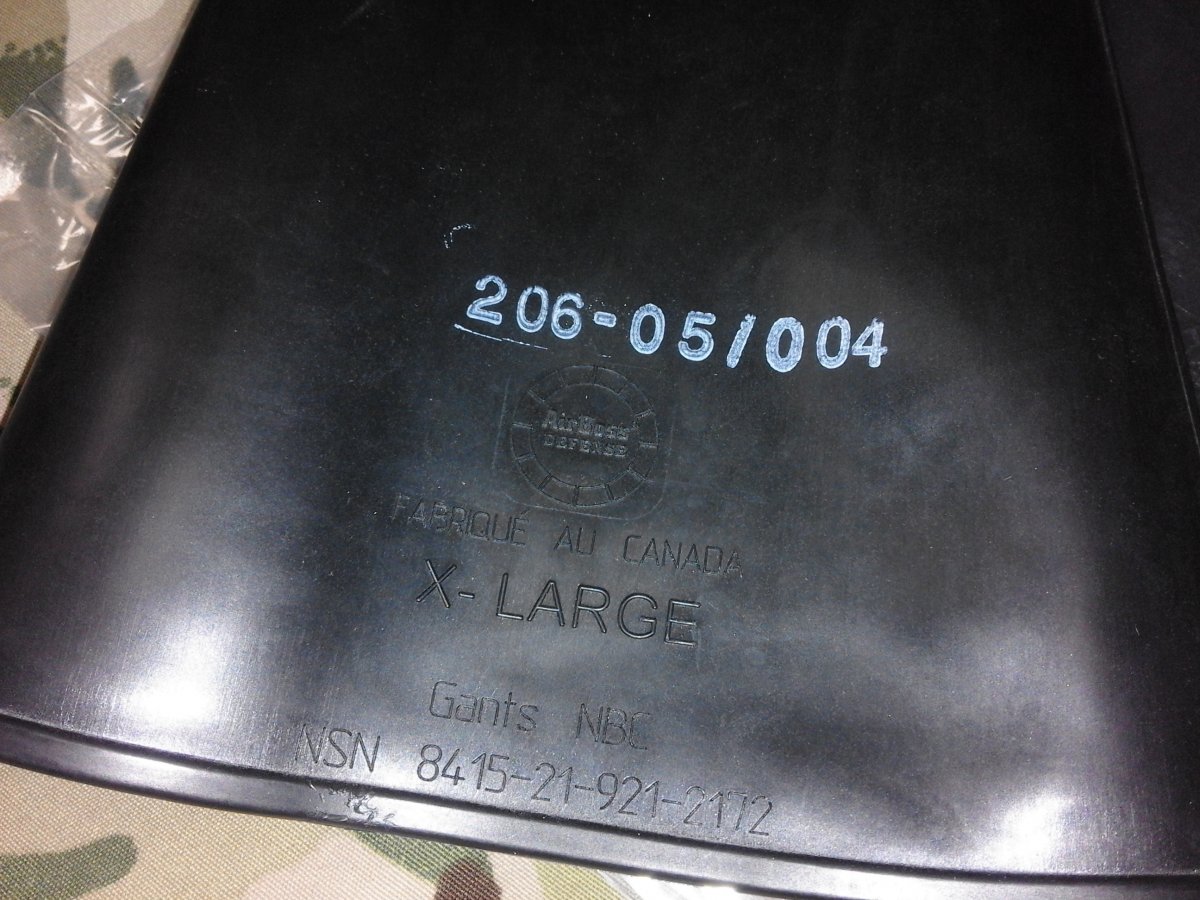 206-05/004
AirBoss
DEFENSE
FABRIQUÉ AU CANADA
X-LARGE
Gants NBC
NSN 8415-21-921-2172